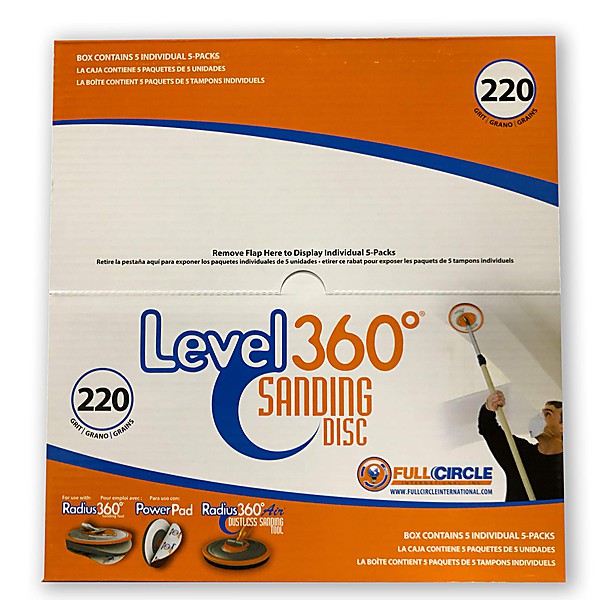 BOX CONTAINS 5 INDIVIDUAL 5-PACKS
LA CAJA CONTIENE 5 PAQUETES DE 5 UNIDADES
LA BOÎTE CONTIENT 5 PAQUETS DE 5 TAMPONS INDIVIDUELS
220
GRIT | GRANO | GRAINS
Remove Flap Here to Display Individual 5-Packs
Retire la pestaña aquí para exponer los paquetes individuales de 5 unidades • etirer ce rabat pour exposer les paquets de 5 tampons individuels
Level360°®
SANDING
DISC
220
GRIT | GRANO | GRAINS
FULL CIRCLE
INTERNATIONAL, INC.
WWW.FULLCIRCLEINTERNATIONAL.COM
For use with: Pour emploi avec: Para uso con:
Radius360°
Sanding Tool
PowerPad
Radius360° Air
DUSTLESS SANDING
TOOL
BOX CONTAINS 5 INDIVIDUAL 5-PACKS
LA CAJA CONTIENE 5 PAQUETES DE 5 UNIDADES
LA BOÎTE CONTIENT 5 PAQUETS DE 5 TAMPONS INDIVIDUELS